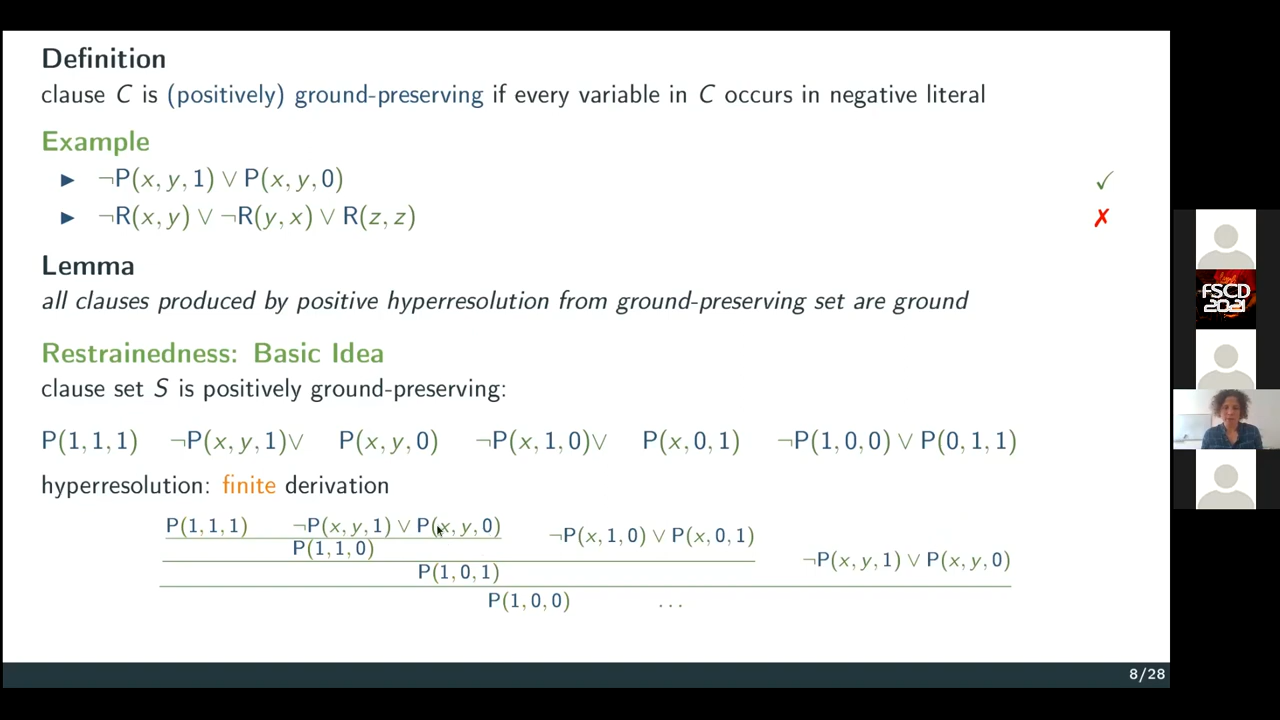 Definition
clause C is (positively) ground-preserving if every variable in C occurs in negative literal
Example
▶ ¬P(x, y, 1) ∨ P(x, y, 0) ✓
▶ ¬R(x, y) ∨ ¬R(y, x) ∨ R(z, z) ✗
Lemma
all clauses produced by positive hyperresolution from ground-preserving set are ground
Restrainedness: Basic Idea
clause set S is positively ground-preserving:
P(1, 1, 1) ¬P(x, y, 1)∨ P(x, y, 0) ¬P(x, 1, 0)∨ P(x, 0, 1) ¬P(1, 0, 0) ∨ P(0, 1, 1)
hyperresolution: finite derivation
P(1, 1, 1) ¬P(x, y, 1) ∨ P(x, y, 0)
P(1, 1, 0) ¬P(x, 1, 0) ∨ P(x, 0, 1)
P(1, 0, 1) ¬P(x, y, 1) ∨ P(x, y, 0)
P(1, 0, 0) ...
8/28
FSCD
2021